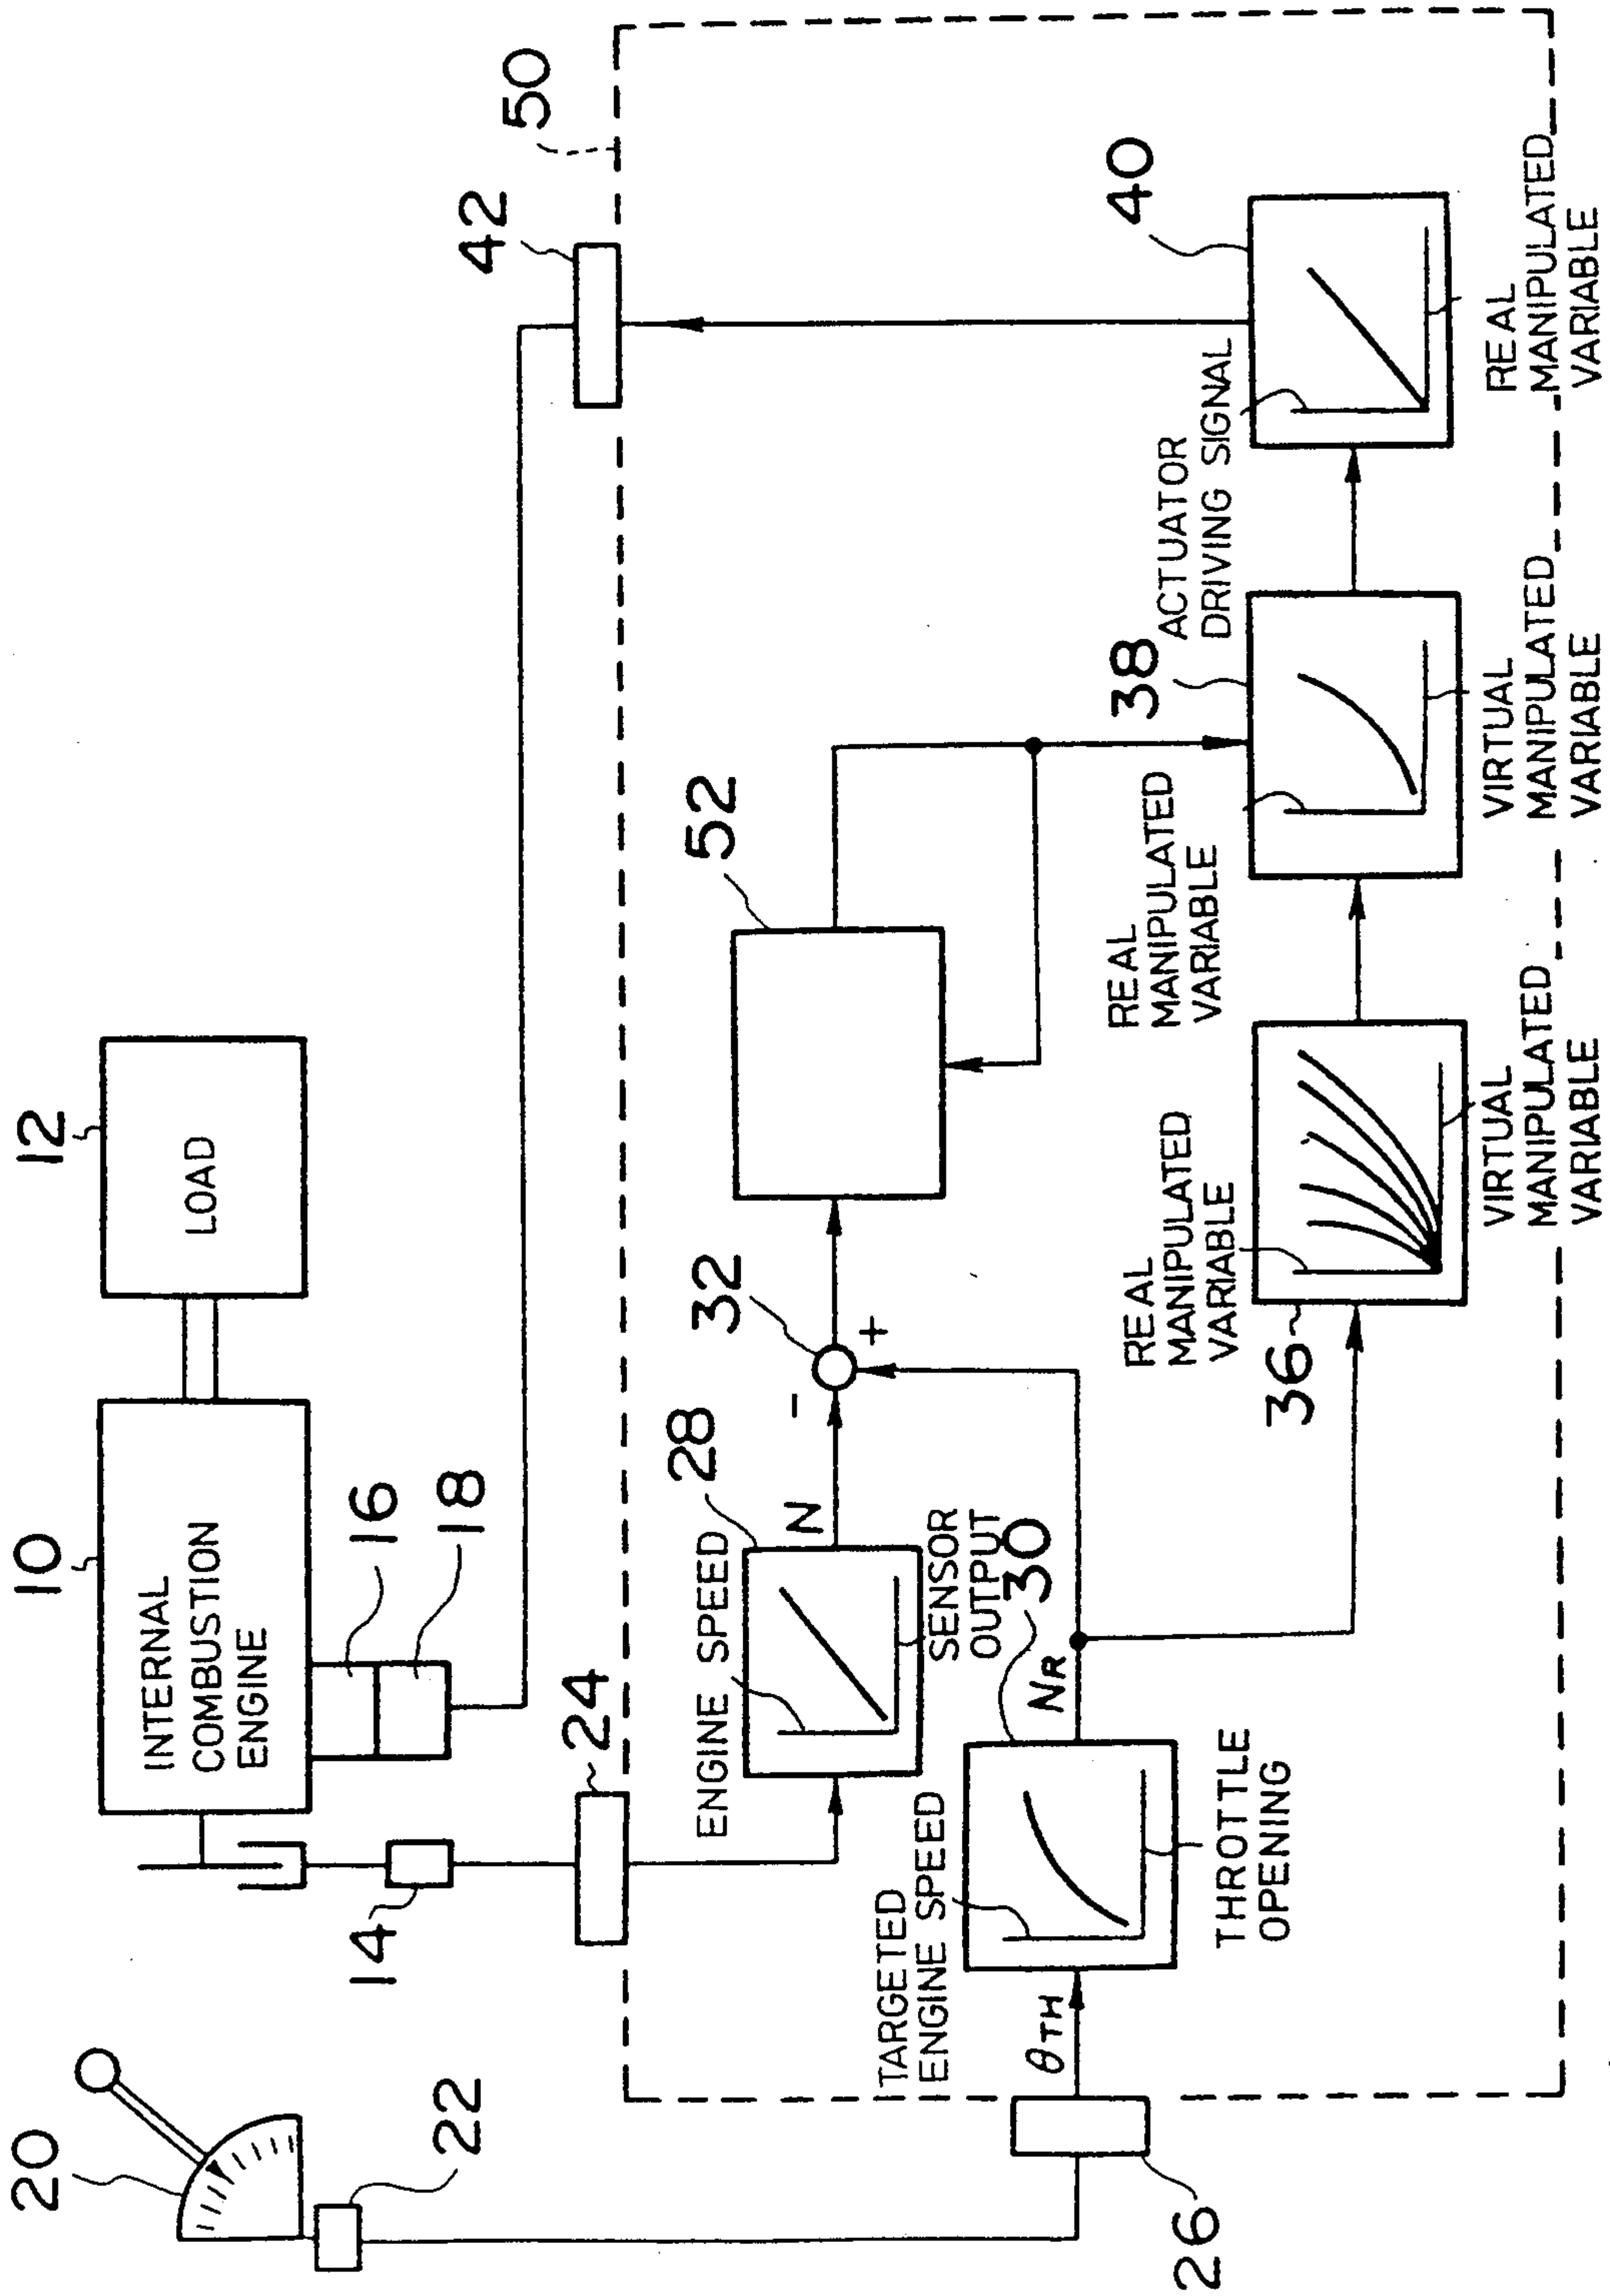 20
22
10
INTERNAL
COMBUSTION
ENGINE
12
LOAD
14
16
18
24
42
50
ENGINE SPEED
28
N
SENSOR
OUTPUT
32
-
+
52
TARGETED
ENGINE SPEED
θTH
26
30
NR
THROTTLE
OPENING
REAL
MANIPULATED
VARIABLE
36
VIRTUAL
MANIPULATED
VARIABLE
REAL
MANIPULATED
VARIABLE
38
VIRTUAL
MANIPULATED
VARIABLE
ACTUATOR
DRIVING SIGNAL
40
REAL
MANIPULATED
VARIABLE